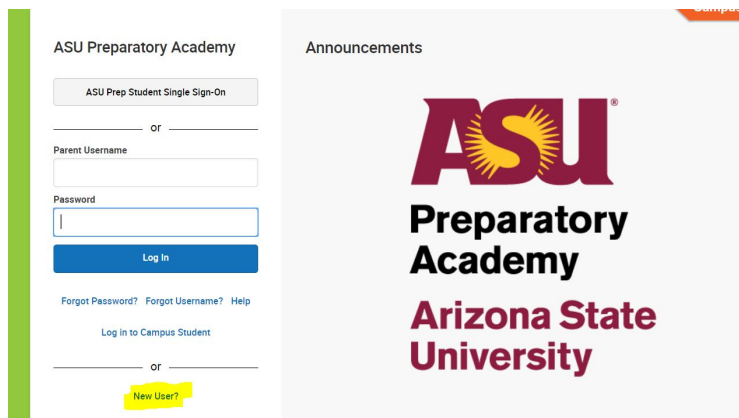 ASU Preparatory Academy
ASU Prep Student Single Sign-On
or
Parent Username
Password
Log In
Forgot Password? Forgot Username? Help
Log in to Campus Student
or
New User?
Announcements
ASU®
Preparatory
Academy
Arizona State
University